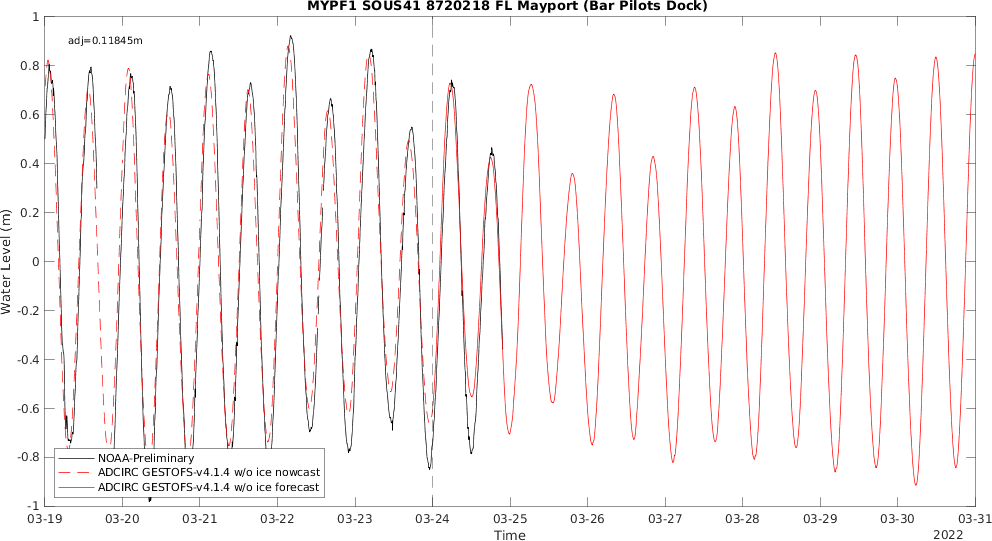 MYPF1 SOUS41 8720218 FL Mayport (Bar Pilots Dock)
adj=0.11845m
1
0.8
0.6
0.4
0.2
0
-0.2
-0.4
-0.6
-0.8
-1
Water Level (m)
NOAA-Preliminary
ADCIRC GESTOFS-v4.1.4 w/o ice nowcast
ADCIRC GESTOFS-v4.1.4 w/o ice forecast
03-19 03-20 03-21 03-22 03-23 03-24 03-25 03-26 03-27 03-28 03-29 03-30 03-31
Time
2022